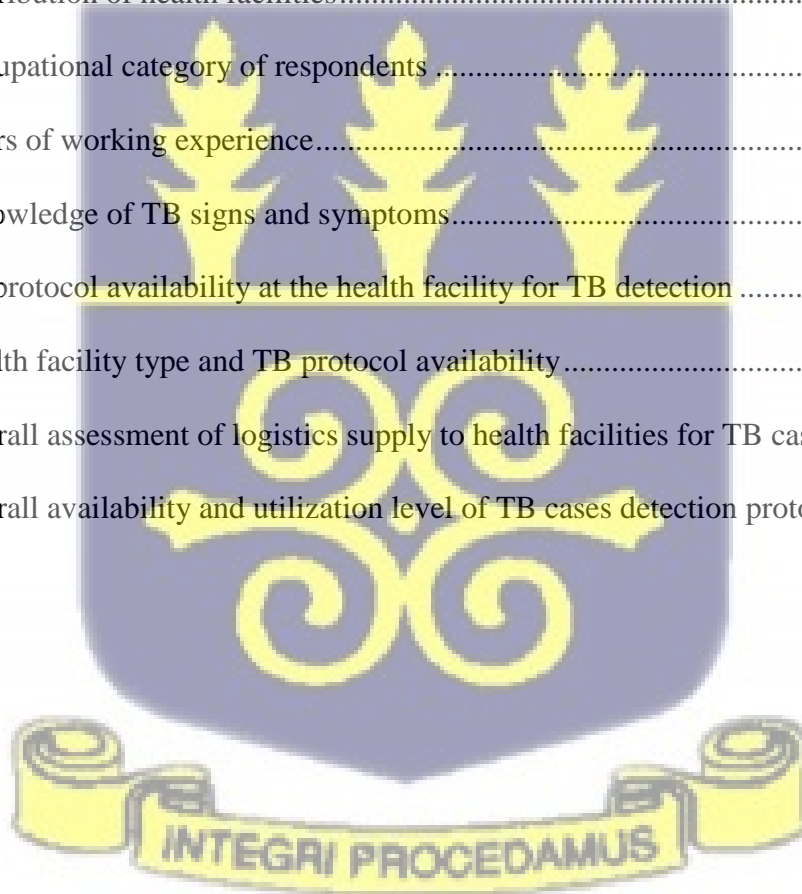 ribution of health facilities...............................................................................
upational category of respondents ..............................................................
rs of working experience..............................................................................
owledge of TB signs and symptoms...........................................................
protocol availability at the health facility for TB detection ..........
lth facility type and TB protocol availability.......................................
rall assessment of logistics supply to health facilities for TB cas
rall availability and utilization level of TB cases detection proto
INTEGRI PROCEDAMUS